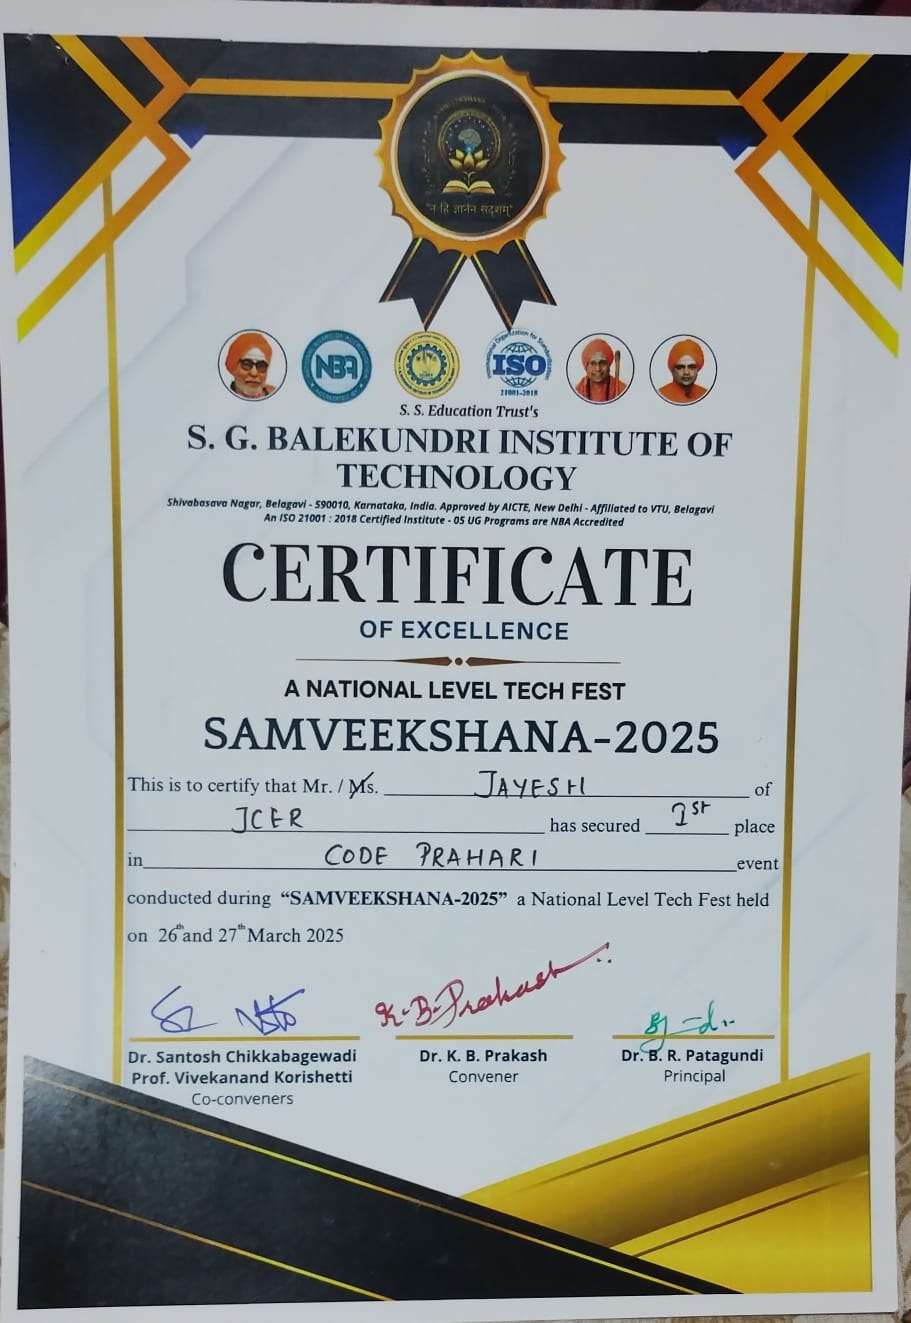 "न हि ज्ञानेन सदृशम्"
NBA
ISO
21001-2018
S. S. Education Trust's
S. G. BALEKUNDRI INSTITUTE OF
TECHNOLOGY
Shivabasava Nagar, Belagavi - 590010, Karnataka, India. Approved by AICTE, New Delhi - Affiliated to VTU, Belagavi
An ISO 21001 : 2018 Certified Institute - 05 UG Programs are NBA Accredited
CERTIFICATE
OF EXCELLENCE
A NATIONAL LEVEL TECH FEST
SAMVEEKSHANA-2025
This is to certify that Mr. / Ms. JAYESH of
JCER has secured 1st place
in CODE PRAHARI event
conducted during “SAMVEEKSHANA-2025” a National Level Tech Fest held
on 26th and 27th March 2025
K-B-Prakash
Dr. Santosh Chikkabagewadi Dr. K. B. Prakash Dr. B. R. Patagundi
Prof. Vivekanand Korishetti Convener Principal
Co-conveners